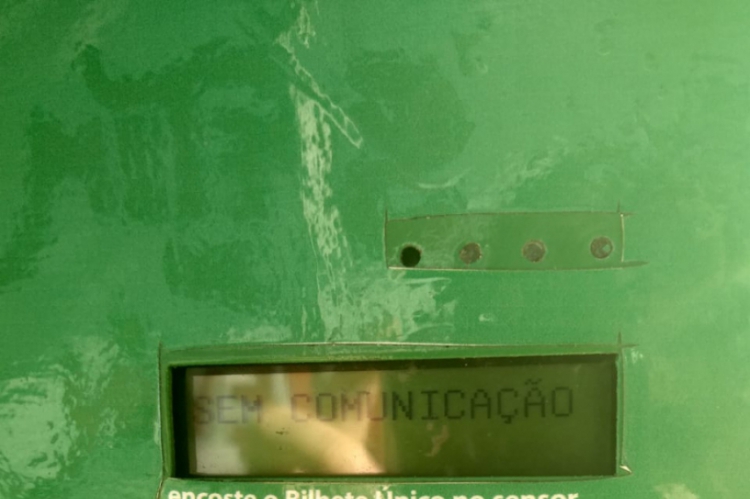 SEM COMUNICAÇÃO
encoste o Bilhete Único no sensor